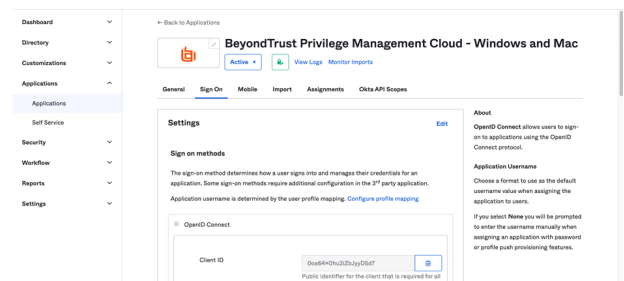 Dashboard
Directory
Customizations
Applications
Applications
Self Service
Security
Workflow
Reports
Settings
← Back to Applications
BeyondTrust Privilege Management Cloud - Windows and Mac
Active ▼
View Logs Monitor Imports
General Sign On Mobile Import Assignments Okta API Scopes
Settings Edit
Sign on methods
The sign-on method determines how a user signs into and manages their credentials for an
application. Some sign-on methods require additional configuration in the 3rd party application.
Application username is determined by the user profile mapping. Configure profile mapping
OpenID Connect
Client ID
Public identifier for the client that is required for all
About
OpenID Connect allows users to sign-
on to applications using the OpenID
Connect protocol.
Application Username
Choose a format to use as the default
username value when assigning the
application to users.
If you select None you will be prompted
to enter the username manually when
assigning an application with password
or profile push provisioning features.